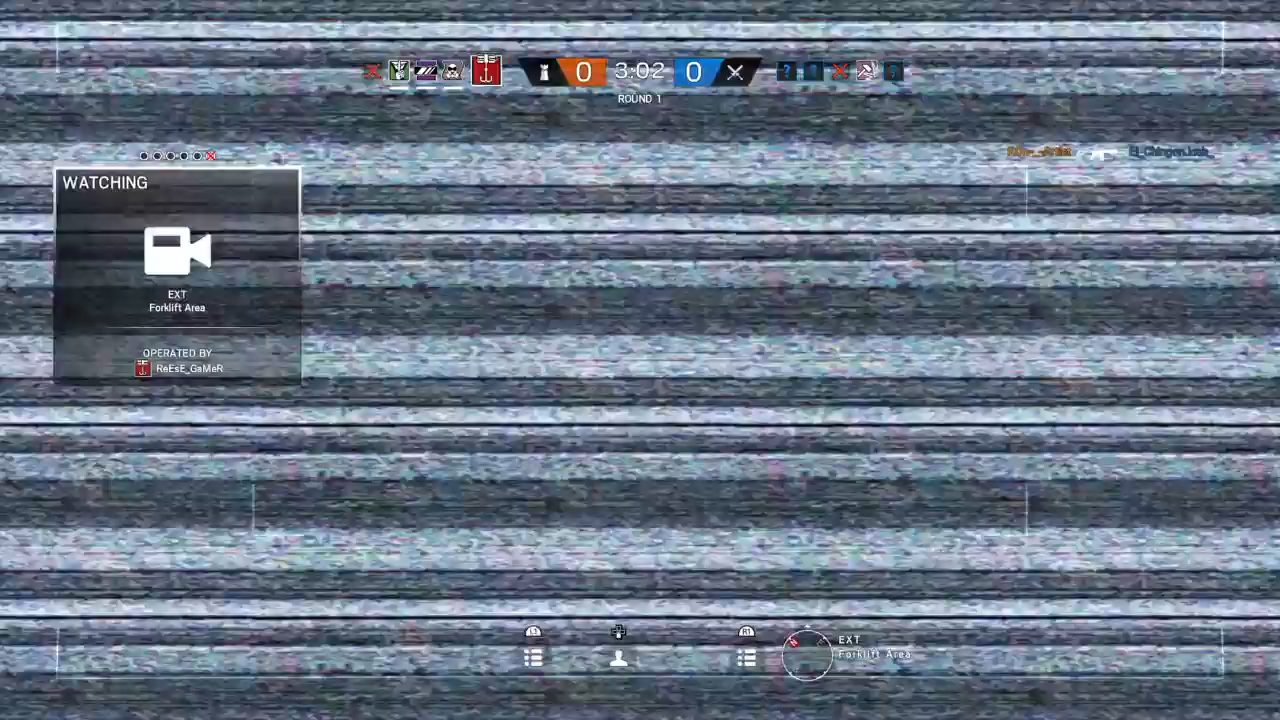 0 3:02 0
ROUND 1
WATCHING
EXT
Forklift Area
OPERATED BY
ReEsE_GaMeR
EXT
Forklift Area